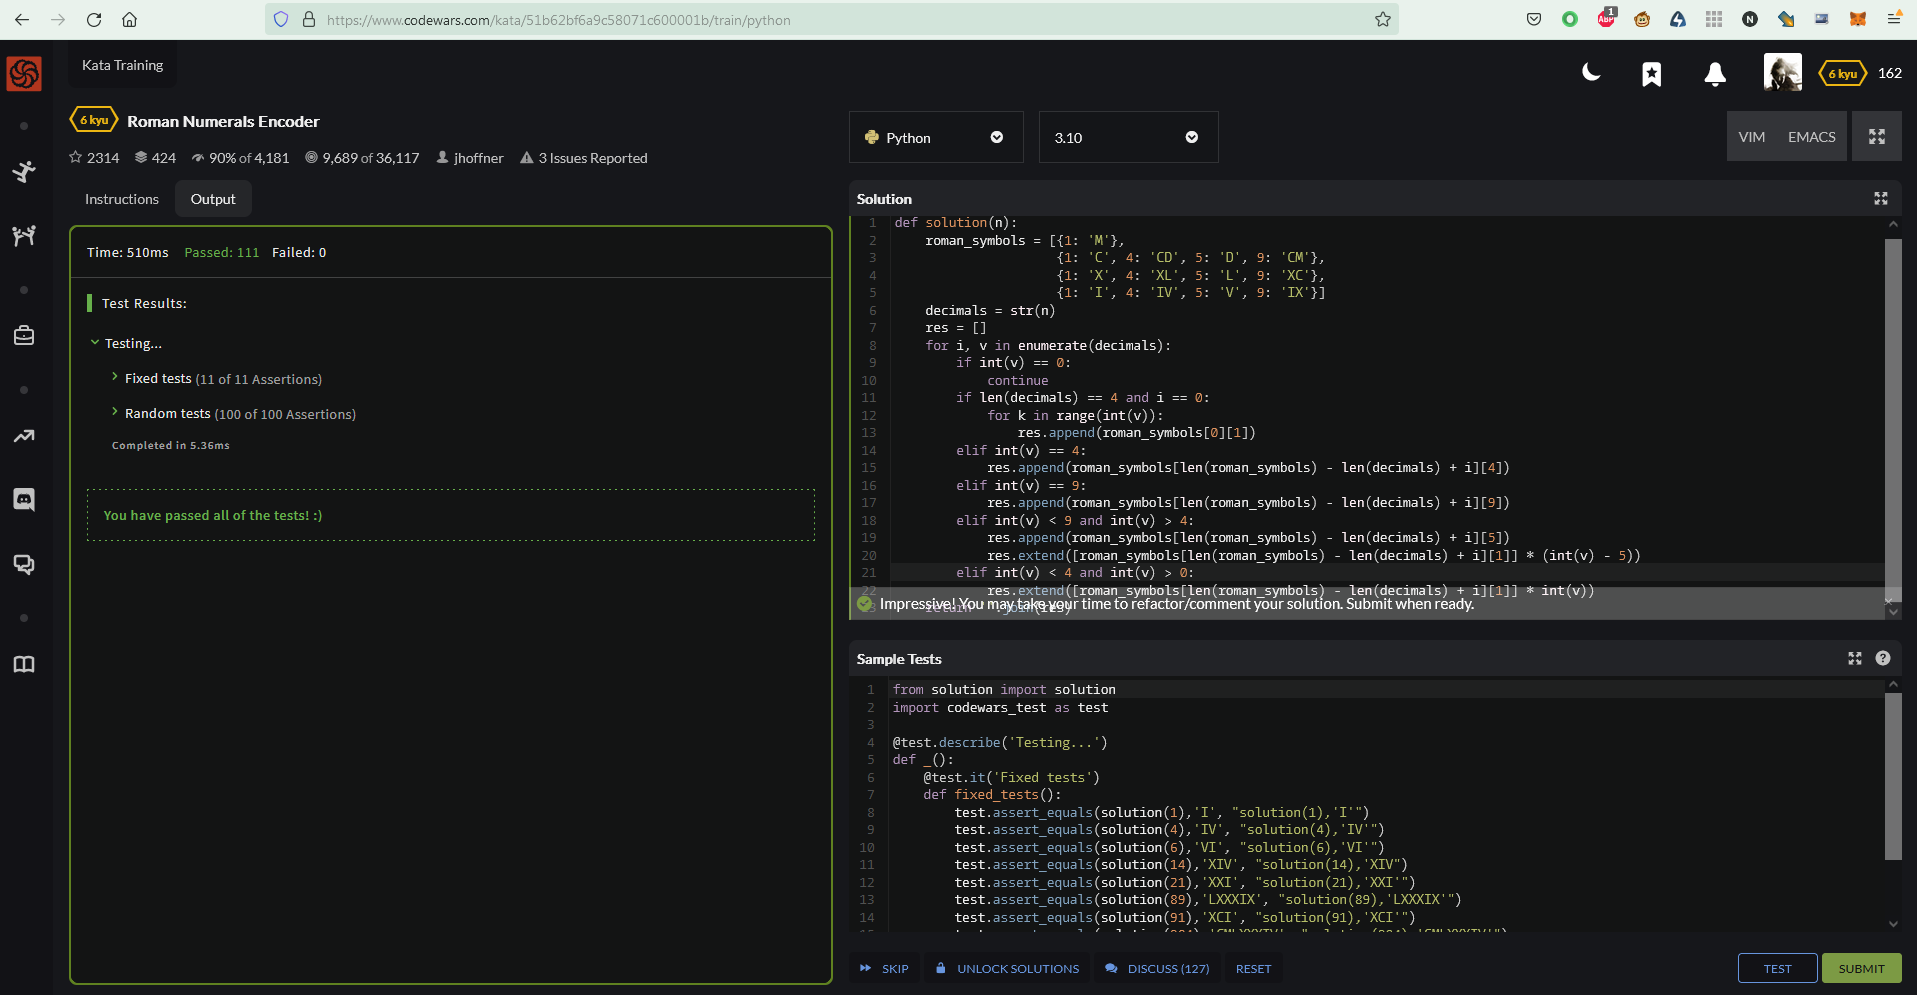 https://www.codewars.com/kata/51b62bf6a9c58071c600001b/train/python
1
ABP
N
Kata Training
6 kyu
162
6 kyu
Roman Numerals Encoder
2314
424
90% of 4,181
9,689 of 36,117
jhoffner
3 Issues Reported
Instructions
Output
Time: 510ms Passed: 111 Failed: 0
Test Results:
Testing...
Fixed tests (11 of 11 Assertions)
Random tests (100 of 100 Assertions)
Completed in 5.36ms
You have passed all of the tests! :)
Python
3.10
VIM
EMACS
Solution
1 def solution(n):
2     roman_symbols = [{1: 'M'},
3                      {1: 'C', 4: 'CD', 5: 'D', 9: 'CM'},
4                      {1: 'X', 4: 'XL', 5: 'L', 9: 'XC'},
5                      {1: 'I', 4: 'IV', 5: 'V', 9: 'IX'}]
6     decimals = str(n)
7     res = []
8     for i, v in enumerate(decimals):
9         if int(v) == 0:
10             continue
11         if len(decimals) == 4 and i == 0:
12             for k in range(int(v)):
13                 res.append(roman_symbols[0][1])
14         elif int(v) == 4:
15             res.append(roman_symbols[len(roman_symbols) - len(decimals) + i][4])
16         elif int(v) == 9:
17             res.append(roman_symbols[len(roman_symbols) - len(decimals) + i][9])
18         elif int(v) < 9 and int(v) > 4:
19             res.append(roman_symbols[len(roman_symbols) - len(decimals) + i][5])
20             res.extend([roman_symbols[len(roman_symbols) - len(decimals) + i][1]] * (int(v) - 5))
21         elif int(v) < 4 and int(v) > 0:
22             res.extend([roman_symbols[len(roman_symbols) - len(decimals) + i][1]] * int(v))
Impressive! You may take your time to refactor/comment your solution. Submit when ready.
Sample Tests
1 from solution import solution
2 import codewars_test as test
3
4 @test.describe('Testing...')
5 def _():
6     @test.it('Fixed tests')
7     def fixed_tests():
8         test.assert_equals(solution(1),'I', "solution(1),'I'")
9         test.assert_equals(solution(4),'IV', "solution(4),'IV'")
10         test.assert_equals(solution(6),'VI', "solution(6),'VI'")
11         test.assert_equals(solution(14),'XIV', "solution(14),'XIV")
12         test.assert_equals(solution(21),'XXI', "solution(21),'XXI'")
13         test.assert_equals(solution(89),'LXXXIX', "solution(89),'LXXXIX'")
14         test.assert_equals(solution(91),'XCI', "solution(91),'XCI'")
SKIP
UNLOCK SOLUTIONS
DISCUSS (127)
RESET
TEST
SUBMIT